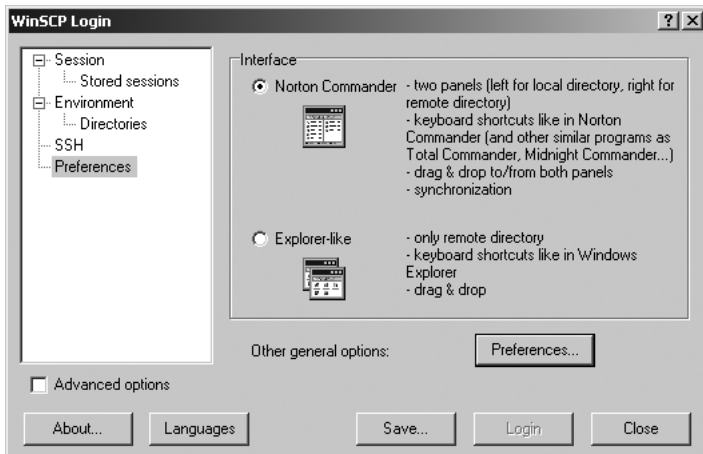 WinSCP Login
Session
Stored sessions
Environment
Directories
SSH
Preferences
Advanced options
Interface
Norton Commander
- two panels (left for local directory, right for
remote directory)
- keyboard shortcuts like in Norton
Commander (and other similar programs as
Total Commander, Midnight Commander...)
- drag & drop to/from both panels
- synchronization
Explorer-like
- only remote directory
- keyboard shortcuts like in Windows
Explorer
- drag & drop
Other general options:
Preferences...
About...
Languages
Save...
Login
Close